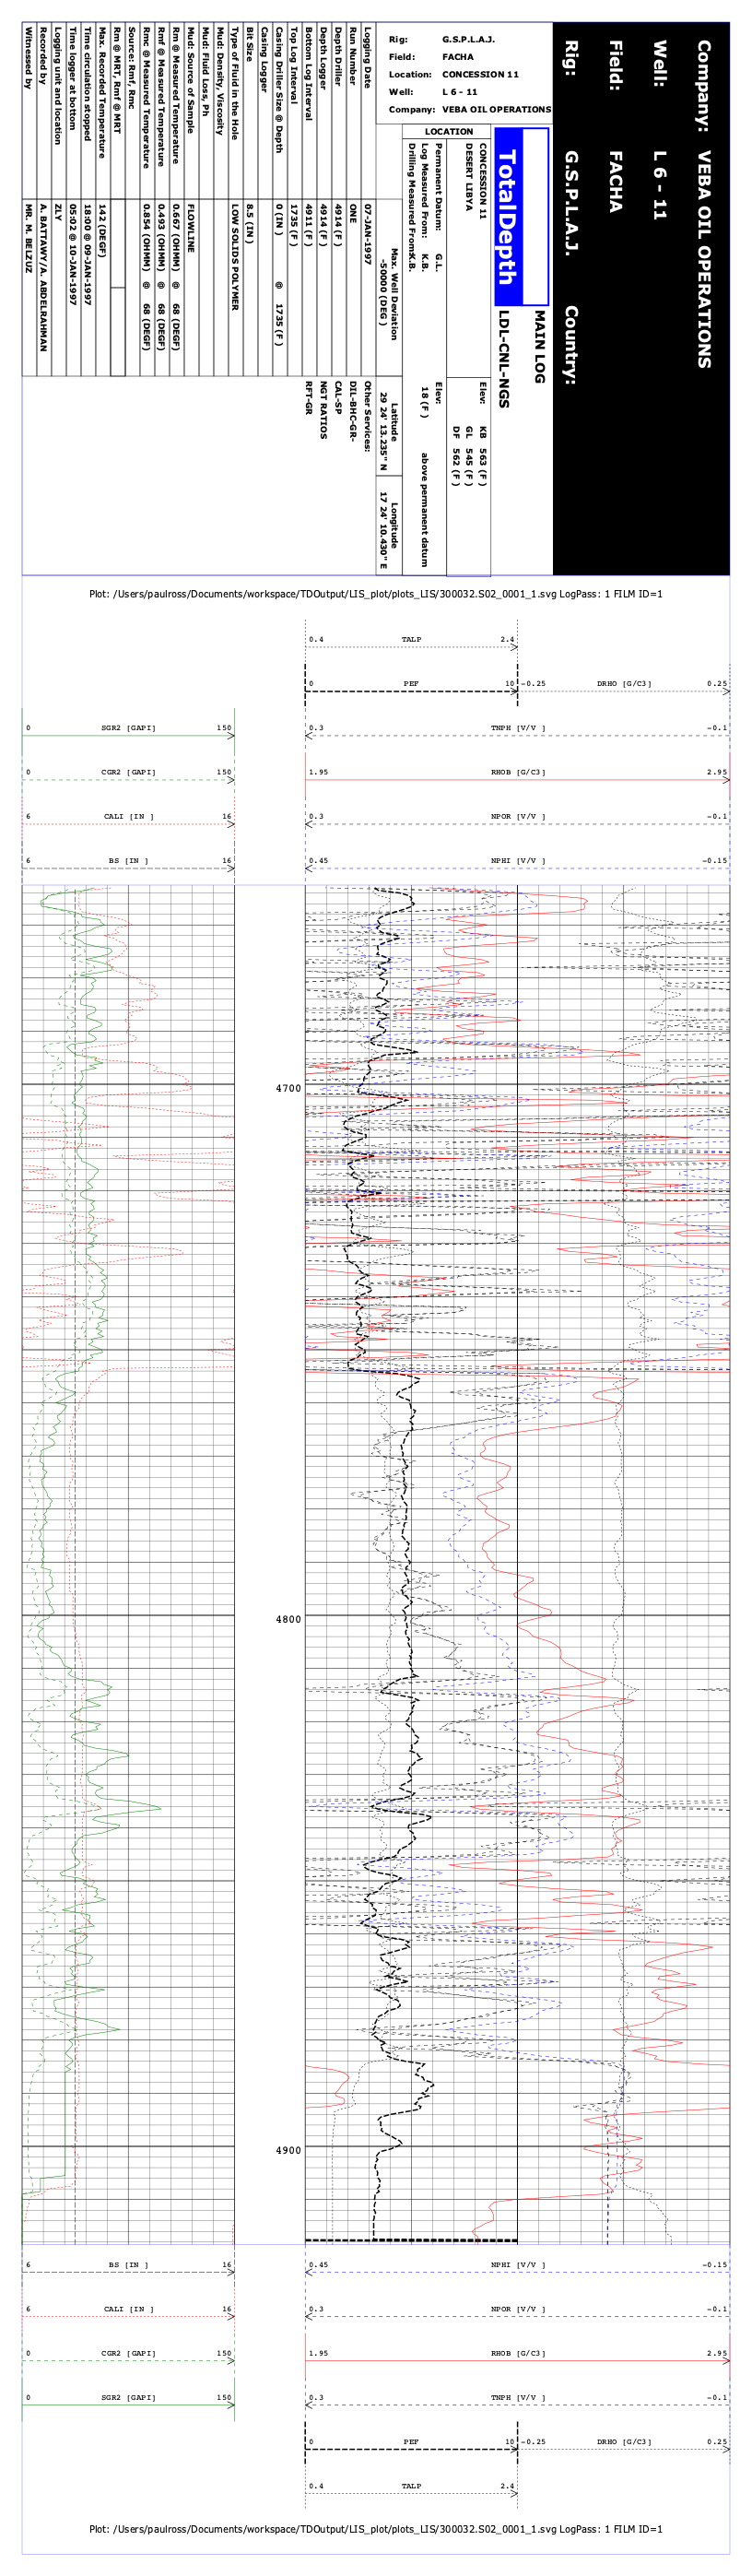 Company: VEBA OIL OPERATIONS
Well: L 6 - 11
Field: FACHA
Rig: G.S.P.L.A.J. Country:
Rig: G.S.P.L.A.J.
Field: FACHA
Location: CONCESSION 11
Well: L 6 - 11
Company: VEBA OIL OPERATIONS
TotalDepth
MAIN LOG
LDL-CNL-NGS
LOCATION
CONCESSION 11
DESERT LIBYA
Elev: KB 563 (F )
GL 545 (F )
DF 562 (F )
Permanent Datum: G.L. Elev:
Log Measured From: K.B. 18 (F ) above permanent datum
Drilling Measured From: K.B.
Max. Well Deviation
-50000 (DEG )
Latitude
29 24' 13.235" N
Longitude
17 24' 10.430" E
Logging Date 07-JAN-1997
Run Number ONE
Depth Driller 4914 (F )
Depth Logger 4914 (F )
Bottom Log Interval 4911 (F )
Top Log Interval 1735 (F )
Casing Driller Size @ Depth 0 (IN ) @ 1735 (F )
Casing Logger
Bit Size 8.5 (IN )
Type of Fluid in the Hole LOW SOLIDS POLYMER
Mud: Density, Viscosity
Mud: Fluid Loss, Ph
Mud: Source of Sample FLOWLINE
Rm @ Measured Temperature 0.667 (OHMM) @ 68 (DEGF)
Rmf @ Measured Temperature 0.493 (OHMM) @ 68 (DEGF)
Rmc @ Measured Temperature 0.854 (OHMM) @ 68 (DEGF)
Source: Rmf, Rmc
Rm @ MRT, Rmf @ MRT
Max. Recorded Temperature 142 (DEGF)
Time circulation stopped 18:00 @ 09-JAN-1997
Time logger at bottom 05:02 @ 10-JAN-1997
Logging unit and location ZLY
Recorded by A. BATTAWY/A. ABDELRAHMAN
Witnessed by MR. M. BELZUZ
Other Services:
DIL-BHC-GR-
CAL-SP
NGT RATIOS
RFT-GR
Plot: /Users/paulross/Documents/workspace/TDOutput/LIS_plot/plots_LIS/300032.S02_0001_1.svg LogPass: 1 FILM ID=1
0.4 TALP 2.4
0 PEF 10 -0.25 DRHO [G/C3] 0.25
0 SGR2 [GAPI] 150 0.3 TNPH [V/V ] -0.1
0 CGR2 [GAPI] 150 1.95 RHOB [G/C3] 2.95
6 CALI [IN ] 16 0.3 NPOR [V/V ] -0.1
6 BS [IN ] 16 0.45 NPHI [V/V ] -0.15
4700
4800
4900
6 BS [IN ] 16 0.45 NPHI [V/V ] -0.15
6 CALI [IN ] 16 0.3 NPOR [V/V ] -0.1
0 CGR2 [GAPI] 150 1.95 RHOB [G/C3] 2.95
0 SGR2 [GAPI] 150 0.3 TNPH [V/V ] -0.1
0 PEF 10 -0.25 DRHO [G/C3] 0.25
0.4 TALP 2.4
Plot: /Users/paulross/Documents/workspace/TDOutput/LIS_plot/plots_LIS/300032.S02_0001_1.svg LogPass: 1 FILM ID=1